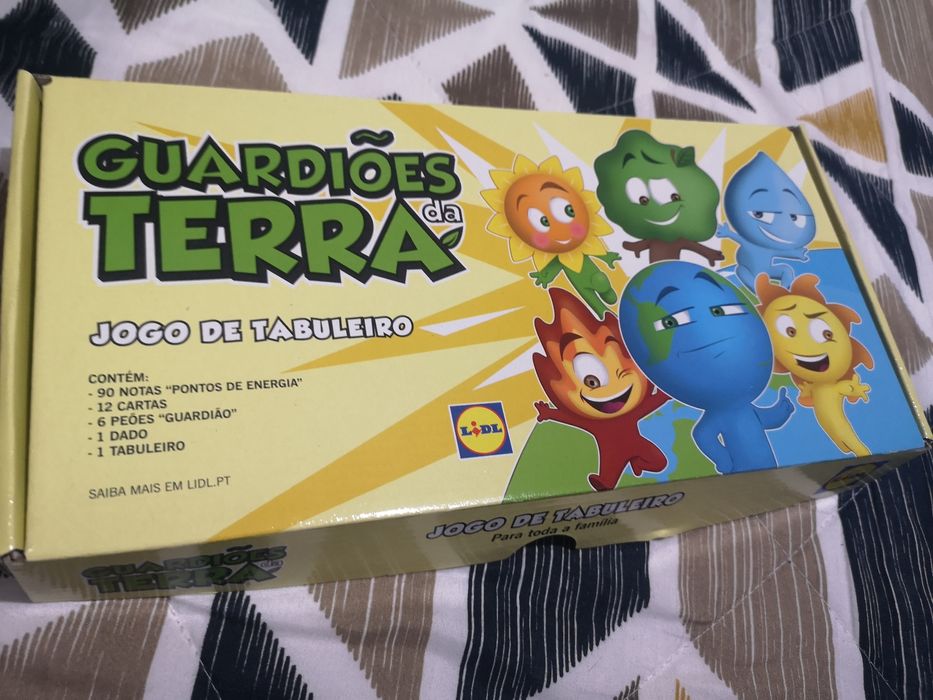 GUARDIÕES
da
TERRA
JOGO DE TABULEIRO
CONTÉM:
- 90 NOTAS “PONTOS DE ENERGIA”
- 12 CARTAS
- 6 PEÕES “GUARDIÃO”
- 1 DADO
- 1 TABULEIRO
LIDL
SAIBA MAIS EM LIDL.PT
JOGO DE TABULEIRO
Para toda a família
GUARDIÕES
da
TERRA